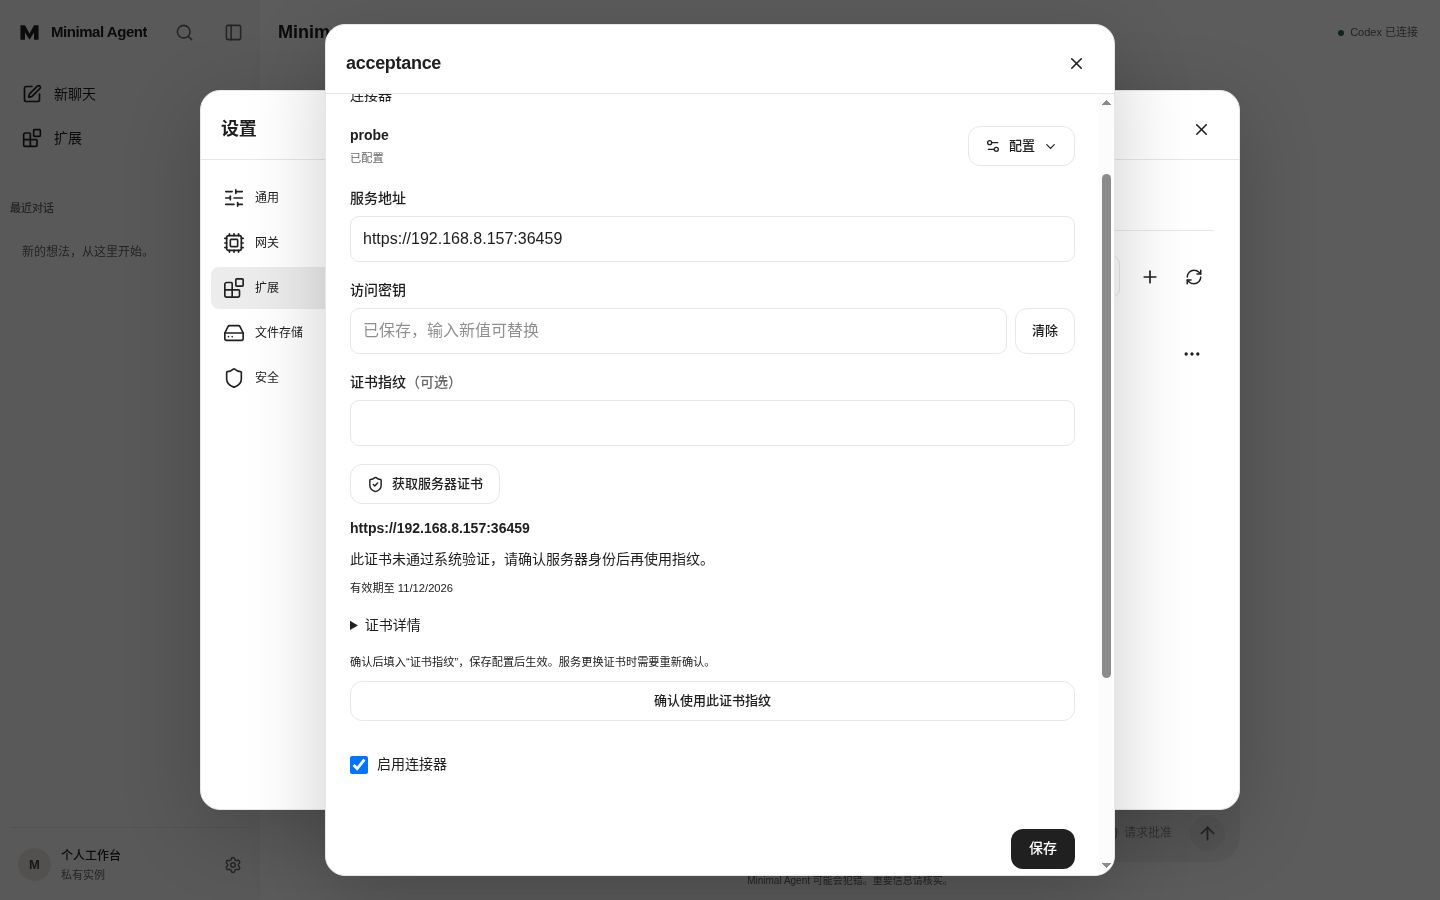 Minimal Agent
Minim
Codex 已连接
新聊天
扩展
最近对话
新的想法，从这里开始。
M
个人工作台
私有实例
设置
通用
网关
扩展
文件存储
安全
acceptance
连接器
probe
已配置
配置
服务地址
https://192.168.8.157:36459
访问密钥
已保存，输入新值可替换
清除
证书指纹（可选）
获取服务器证书
https://192.168.8.157:36459
此证书未通过系统验证，请确认服务器身份后再使用指纹。
有效期至 11/12/2026
证书详情
确认后填入“证书指纹”，保存配置后生效。服务更换证书时需要重新确认。
确认使用此证书指纹
启用连接器
保存
请求批准
Minimal Agent 可能会犯错。重要信息请核实。